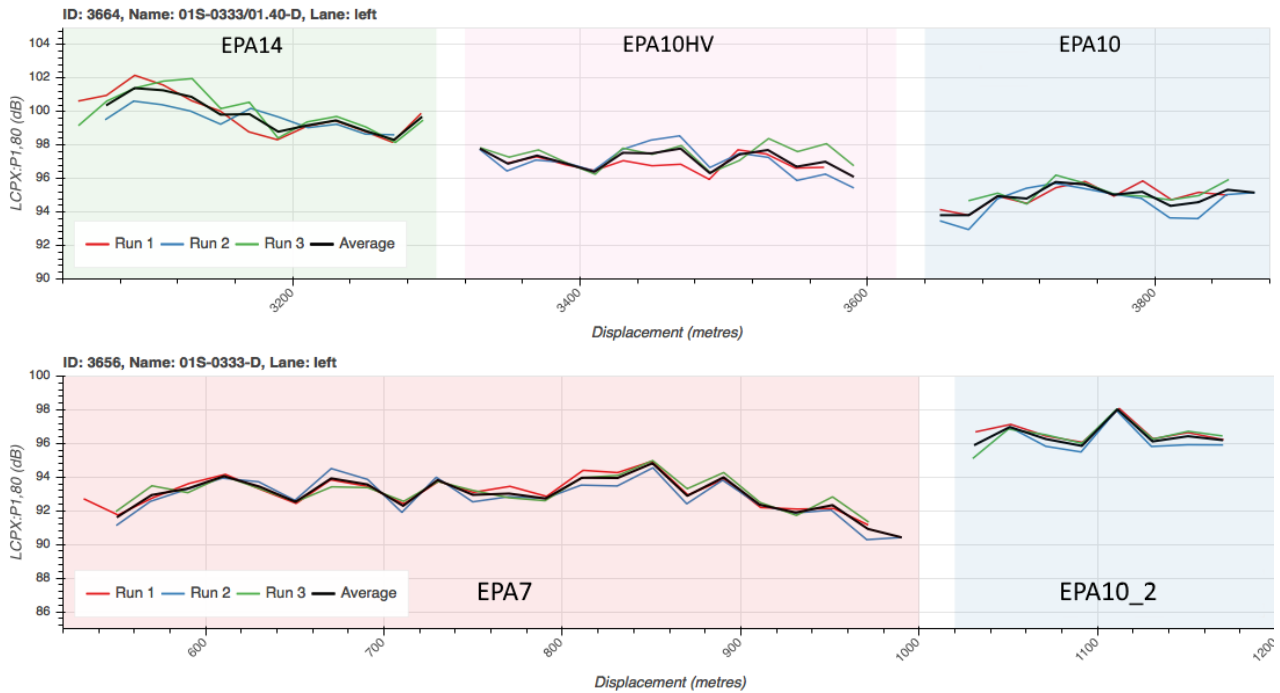 ID: 3664, Name: 01S-0333/01.40-D, Lane: left
EPA14
EPA10HV
EPA10
LCPX:P1,80 (dB)
104
102
100
98
96
94
92
90
Run 1 Run 2 Run 3 Average
3200
3400
3600
3800
Displacement (metres)
ID: 3656, Name: 01S-0333-D, Lane: left
LCPX:P1,80 (dB)
100
98
96
94
92
90
88
86
Run 1 Run 2 Run 3 Average
EPA7
EPA10_2
600
700
800
900
1000
1100
1200
Displacement (metres)